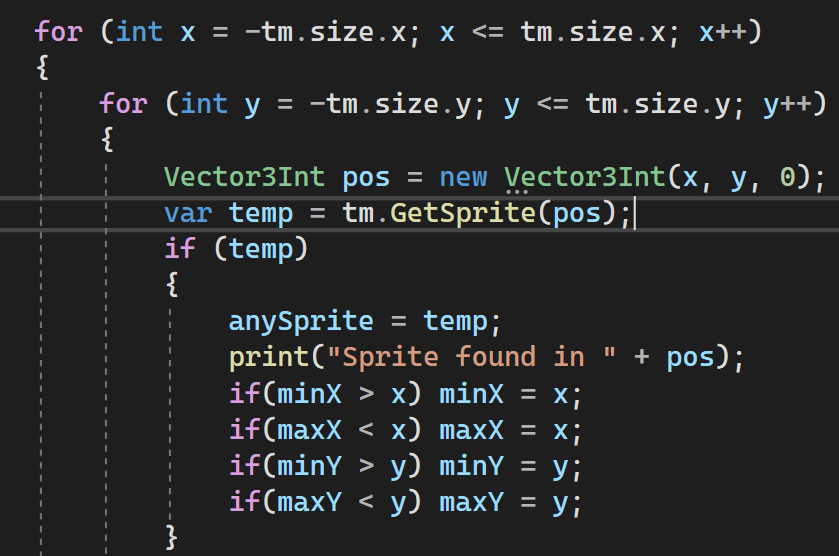 for (int x = -tm.size.x; x <= tm.size.x; x++)
{
for (int y = -tm.size.y; y <= tm.size.y; y++)
{
Vector3Int pos = new Vector3Int(x, y, 0);
var temp = tm.GetSprite(pos);
if (temp)
{
anySprite = temp;
print("Sprite found in " + pos);
if(minX > x) minX = x;
if(maxX < x) maxX = x;
if(minY > y) minY = y;
if(maxY < y) maxY = y;
}